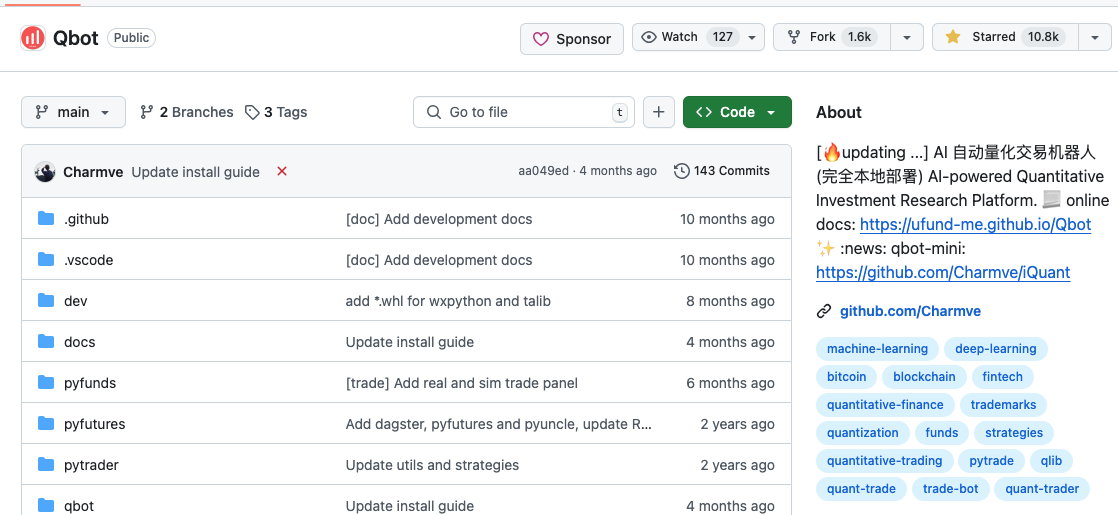 Qbot Public
Sponsor
Watch 127
Fork 1.6k
Starred 10.8k
main
2 Branches
3 Tags
Go to file
t
Code
Charmve Update install guide
aa049ed · 4 months ago
143 Commits
.github [doc] Add development docs 10 months ago
.vscode [doc] Add development docs 10 months ago
dev add *.whl for wxpython and talib 8 months ago
docs Update install guide 4 months ago
pyfunds [trade] Add real and sim trade panel 6 months ago
pyfutures Add dagster, pyfutures and pyuncle, update R... 2 years ago
pytrader Update utils and strategies 2 years ago
qbot Update install guide 4 months ago
About
[🔥updating ...] AI 自动量化交易机器人
(完全本地部署) AI-powered Quantitative
Investment Research Platform. 📃 online
docs: https://ufund-me.github.io/Qbot
✨ :news: qbot-mini:
https://github.com/Charmve/iQuant
github.com/Charmve
machine-learning deep-learning
bitcoin blockchain fintech
quantitative-finance trademarks
quantization funds strategies
quantitative-trading pytrade qlib
quant-trade trade-bot quant-trader